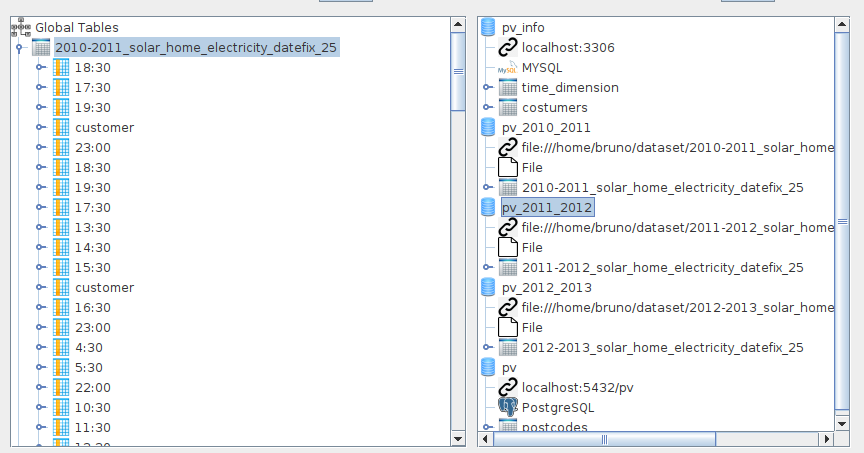 Global Tables
2010-2011_solar_home_electricity_datefix_25
18:30
17:30
19:30
customer
23:00
18:30
19:30
17:30
13:30
14:30
15:30
customer
16:30
23:00
4:30
5:30
22:00
10:30
11:30
12:30
pv_info
localhost:3306
MySQL MYSQL
time_dimension
costumers
pv_2010_2011
file:///home/bruno/dataset/2010-2011_solar_home
File
2010-2011_solar_home_electricity_datefix_25
pv_2011_2012
file:///home/bruno/dataset/2011-2012_solar_home
File
2011-2012_solar_home_electricity_datefix_25
pv_2012_2013
file:///home/bruno/dataset/2012-2013_solar_home
File
2012-2013_solar_home_electricity_datefix_25
pv
localhost:5432/pv
PostgreSQL
postcodes